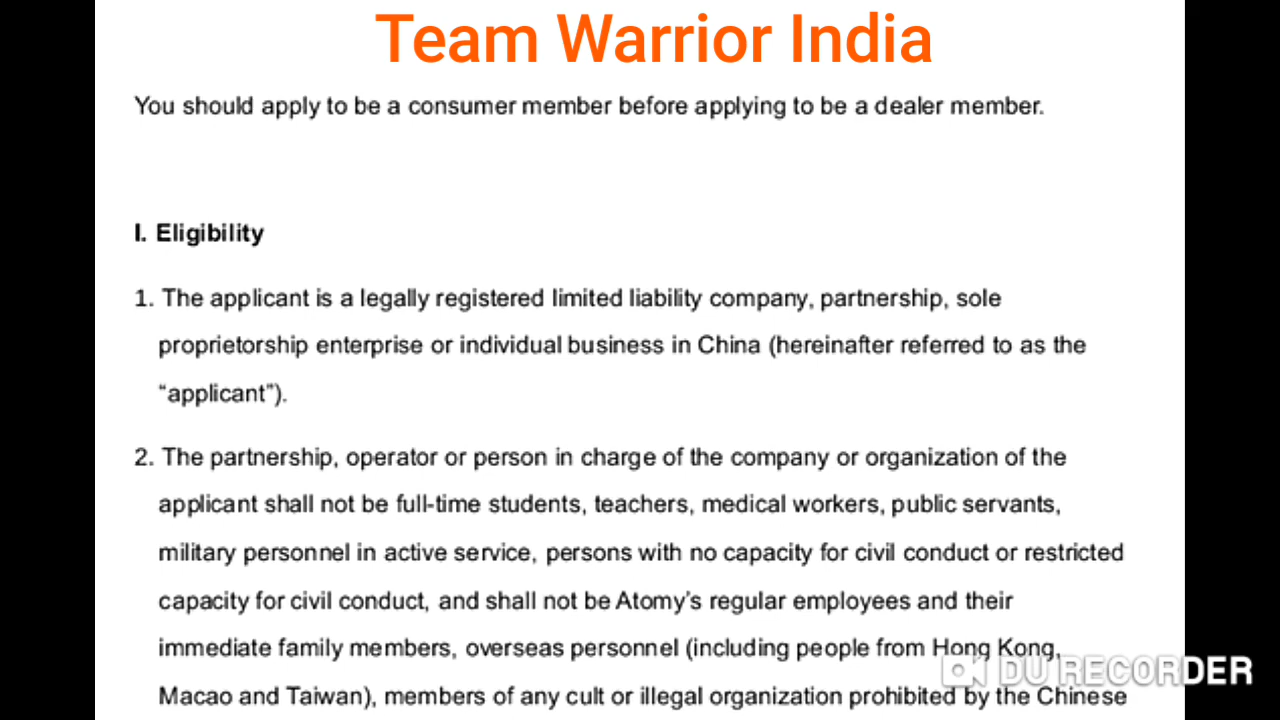 Team Warrior India
You should apply to be a consumer member before applying to be a dealer member.
I. Eligibility
1. The applicant is a legally registered limited liability company, partnership, sole
proprietorship enterprise or individual business in China (hereinafter referred to as the
“applicant”).
2. The partnership, operator or person in charge of the company or organization of the
applicant shall not be full-time students, teachers, medical workers, public servants,
military personnel in active service, persons with no capacity for civil conduct or restricted
capacity for civil conduct, and shall not be Atomy’s regular employees and their
immediate family members, overseas personnel (including people from Hong Kong,
DU RECORDER
Macao and Taiwan), members of any cult or illegal organization prohibited by the Chinese